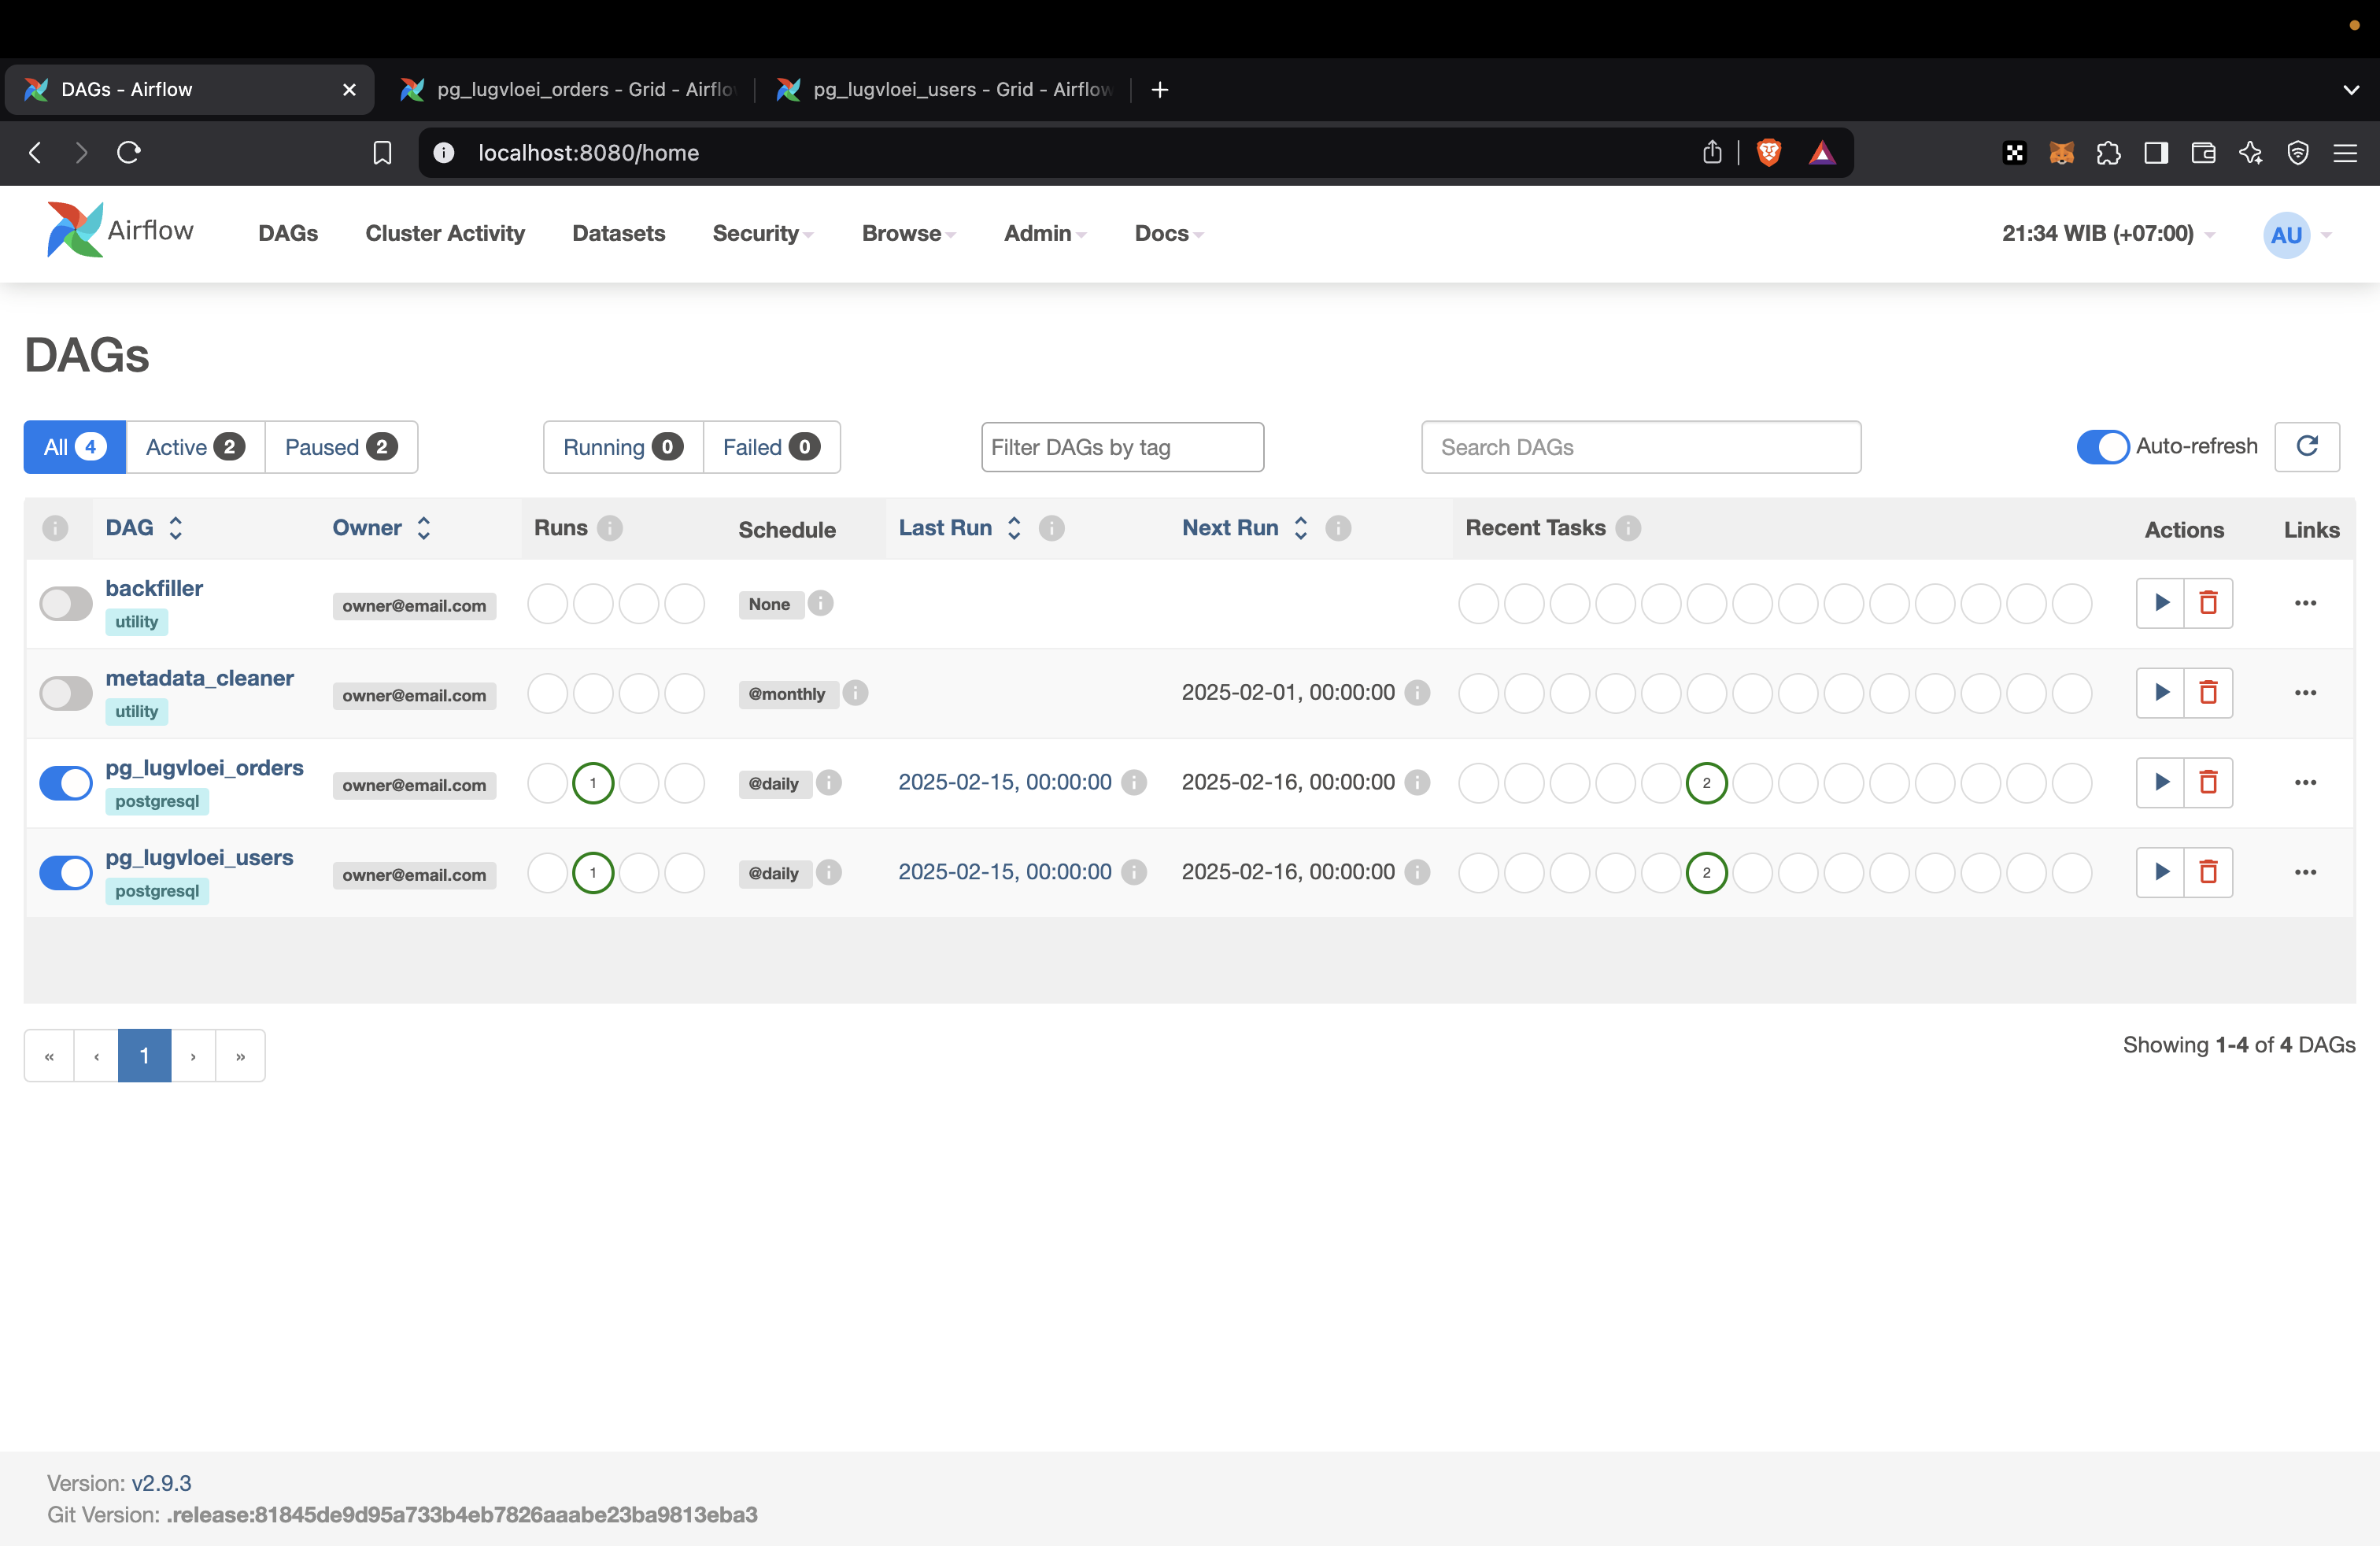 DAGs - Airflow
pg_lugvloei_orders - Grid - Airflo
pg_lugvloei_users - Grid - Airflow
localhost:8080/home
Airflow
DAGs Cluster Activity Datasets Security Browse Admin Docs
21:34 WIB (+07:00)
AU
DAGs
All 4 Active 2 Paused 2
Running 0 Failed 0
Filter DAGs by tag
Search DAGs
Auto-refresh
DAG Owner Runs Schedule Last Run Next Run Recent Tasks Actions Links
backfiller
utility
owner@email.com
None
metadata_cleaner
utility
owner@email.com
@monthly
2025-02-01, 00:00:00
pg_lugvloei_orders
postgresql
owner@email.com
1
@daily
2025-02-15, 00:00:00
2025-02-16, 00:00:00
2
pg_lugvloei_users
postgresql
owner@email.com
1
@daily
2025-02-15, 00:00:00
2025-02-16, 00:00:00
2
« ‹ 1 › »
Showing 1-4 of 4 DAGs
Version: v2.9.3
Git Version: .release:81845de9d95a733b4eb7826aaabe23ba9813eba3